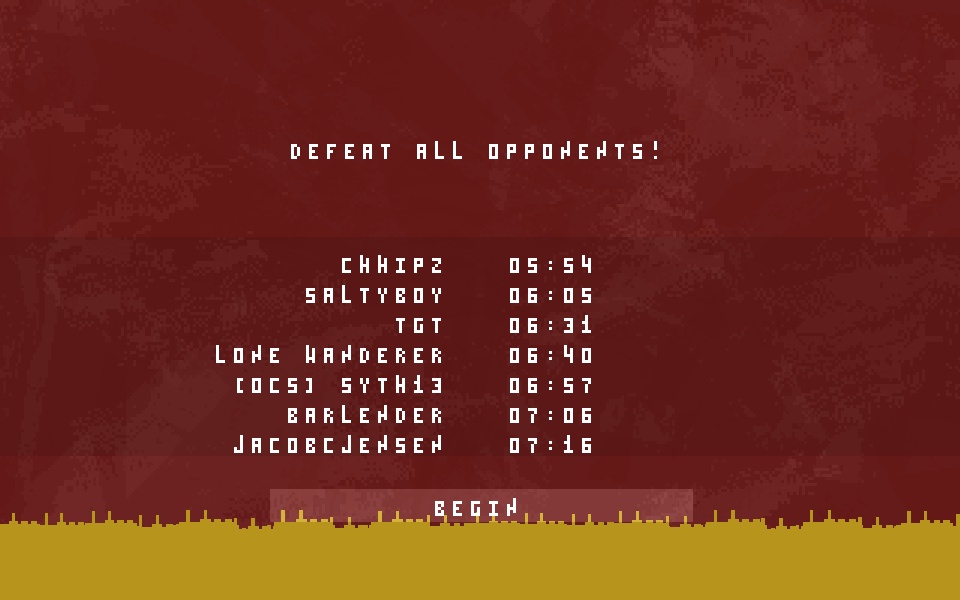 DEFEAT ALL OPPONENTS!
CHHIPZ 05:54
SALTYBOY 06:05
TGT 06:31
LONE WANDERER 06:40
[OCS] SYTH13 06:57
BARLENDER 07:06
JACOBCJENSEN 07:16
BEGIN